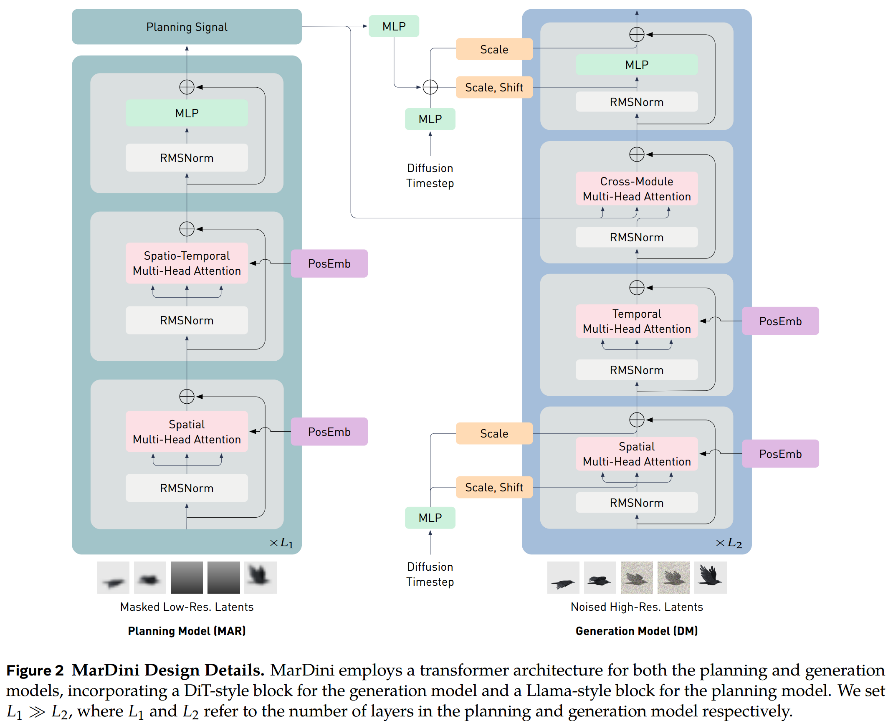 Planning Signal
MLP
RMSNorm
Spatio-Temporal
Multi-Head Attention
PosEmb
RMSNorm
Spatial
Multi-Head Attention
PosEmb
RMSNorm
× L₁
Masked Low-Res. Latents
Planning Model (MAR)
MLP
Scale
Scale, Shift
MLP
Diffusion
Timestep
MLP
RMSNorm
Cross-Module
Multi-Head Attention
RMSNorm
Temporal
Multi-Head Attention
PosEmb
RMSNorm
Scale
Spatial
Multi-Head Attention
PosEmb
Scale, Shift
RMSNorm
MLP
Diffusion
Timestep
× L₂
Noised High-Res. Latents
Generation Model (DM)
Figure 2 MarDini Design Details. MarDini employs a transformer architecture for both the planning and generation
models, incorporating a DiT-style block for the generation model and a Llama-style block for the planning model. We set
L₁ ≫ L₂, where L₁ and L₂ refer to the number of layers in the planning and generation model respectively.